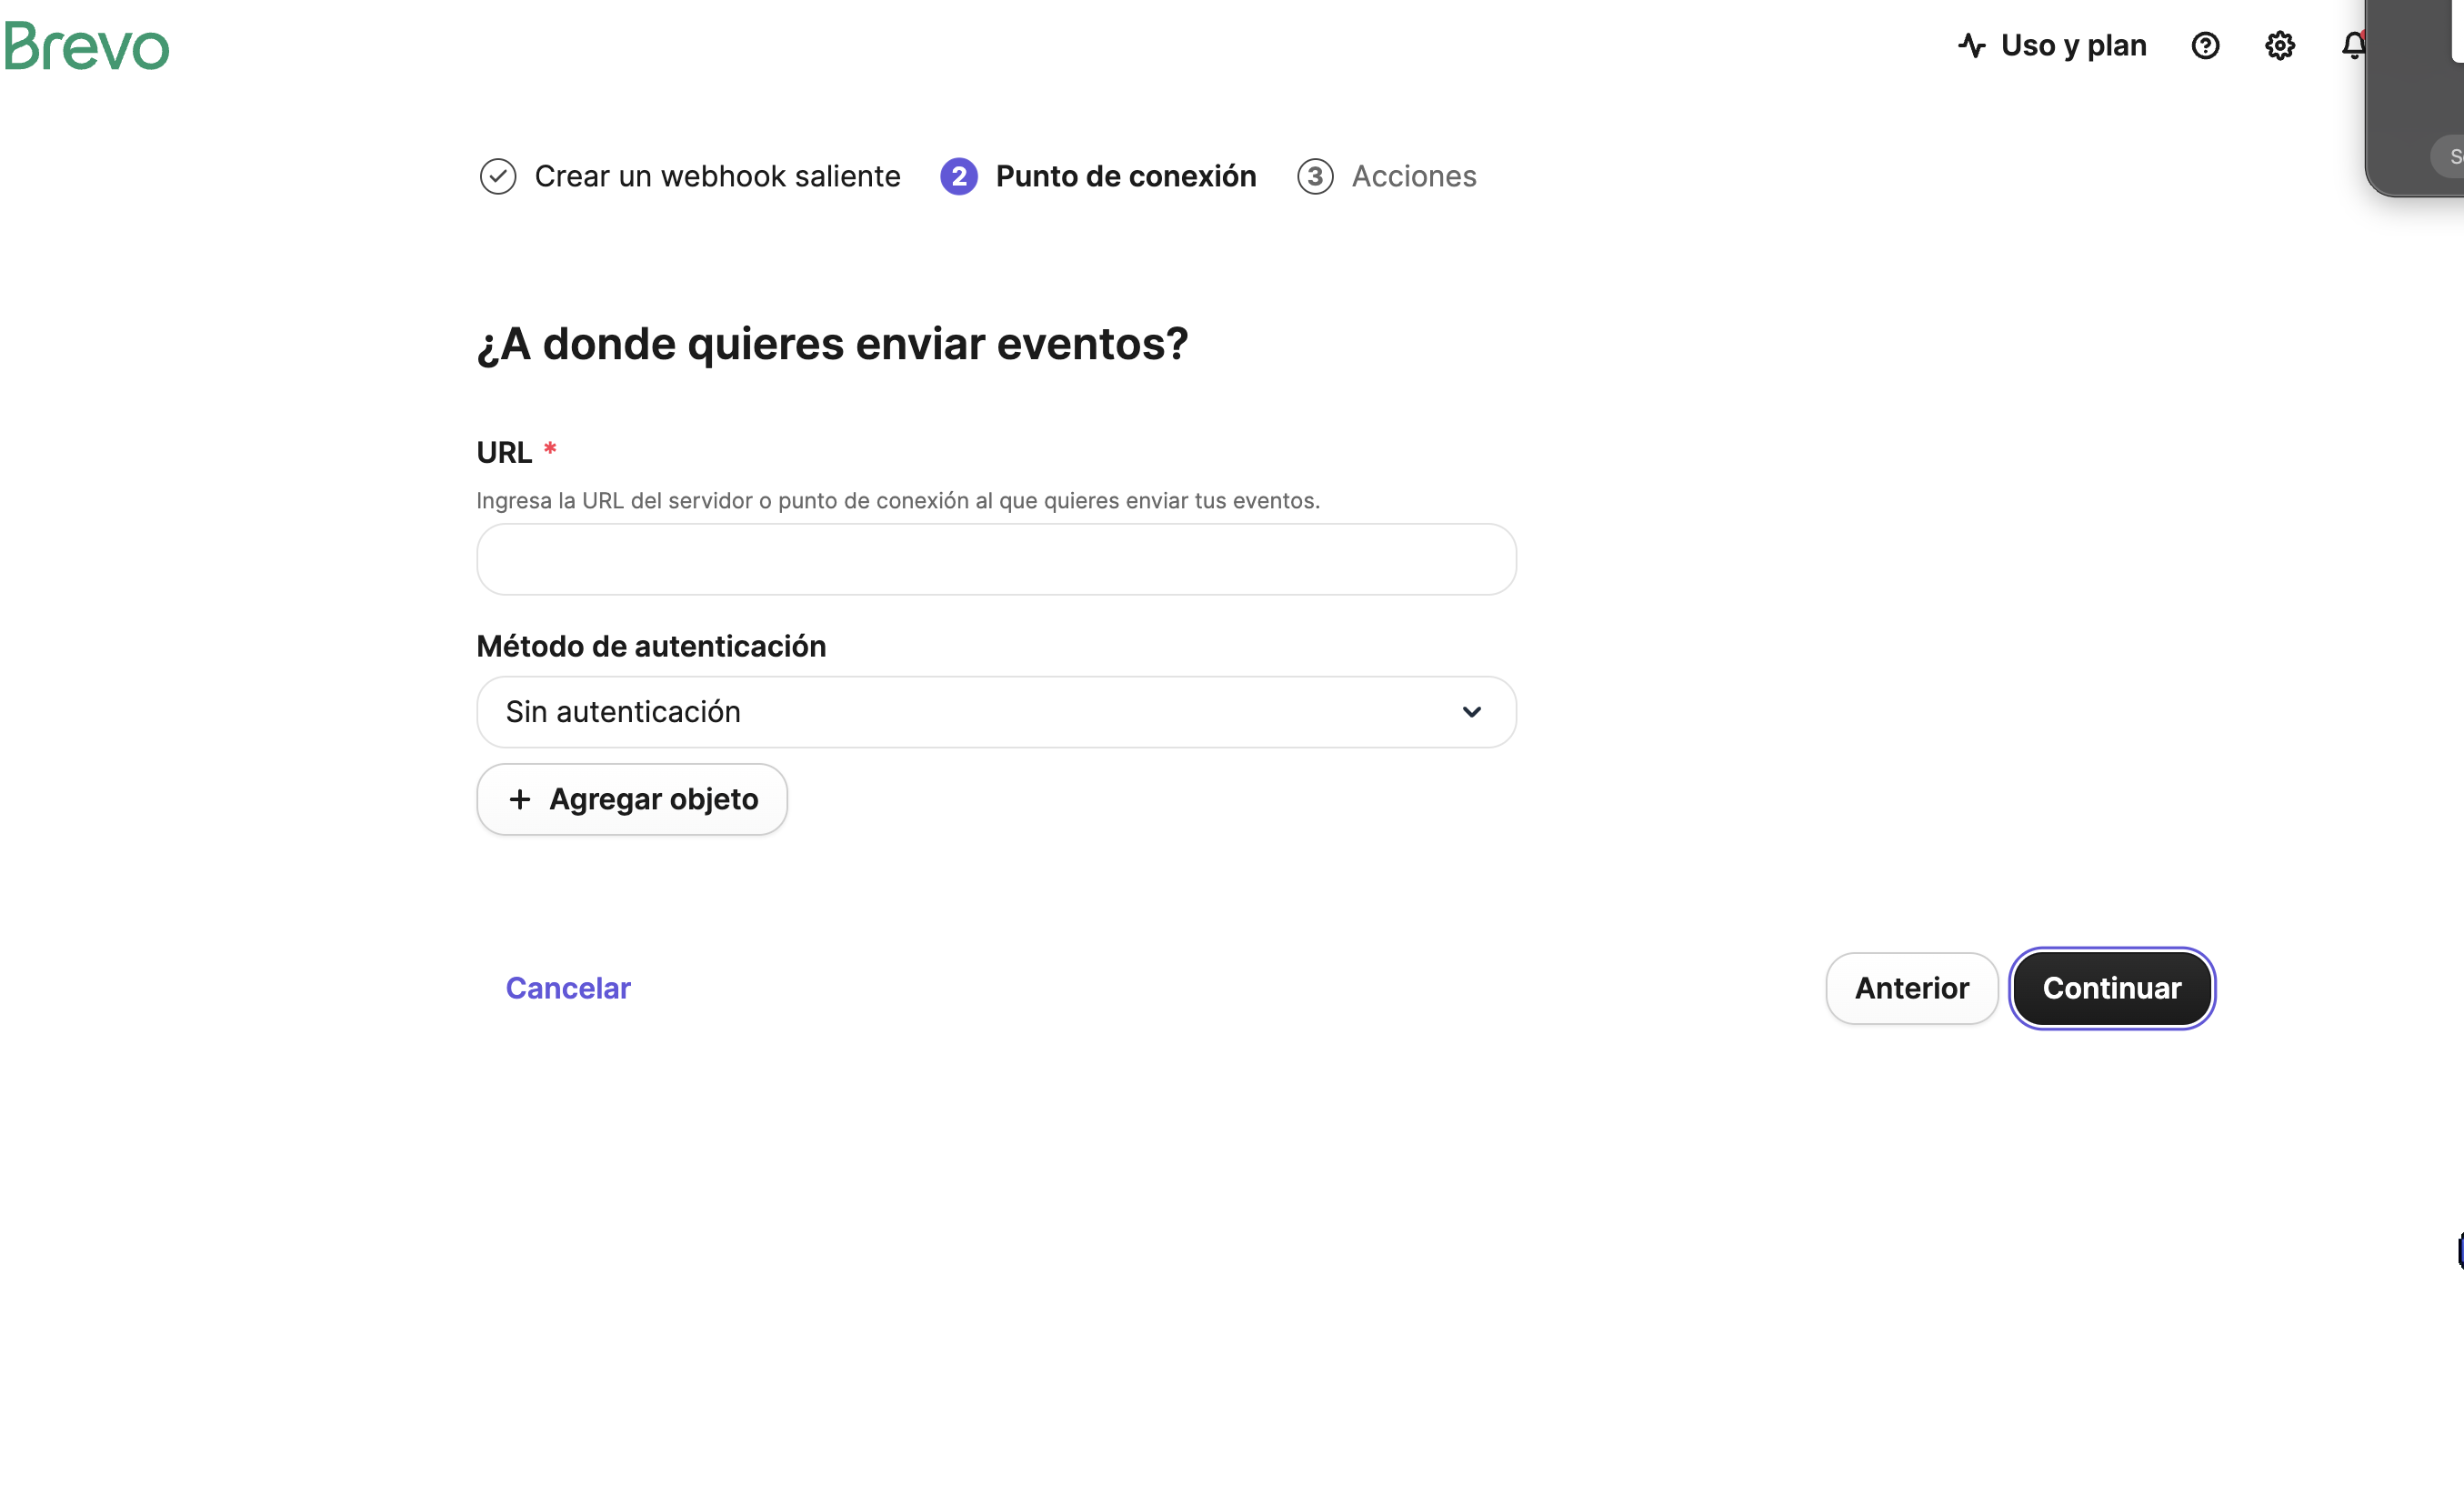 Brevo
Uso y plan
Crear un webhook saliente
2 Punto de conexión
3 Acciones
¿A donde quieres enviar eventos?
URL *
Ingresa la URL del servidor o punto de conexión al que quieres enviar tus eventos.
Método de autenticación
Sin autenticación
+ Agregar objeto
Cancelar
Anterior
Continuar